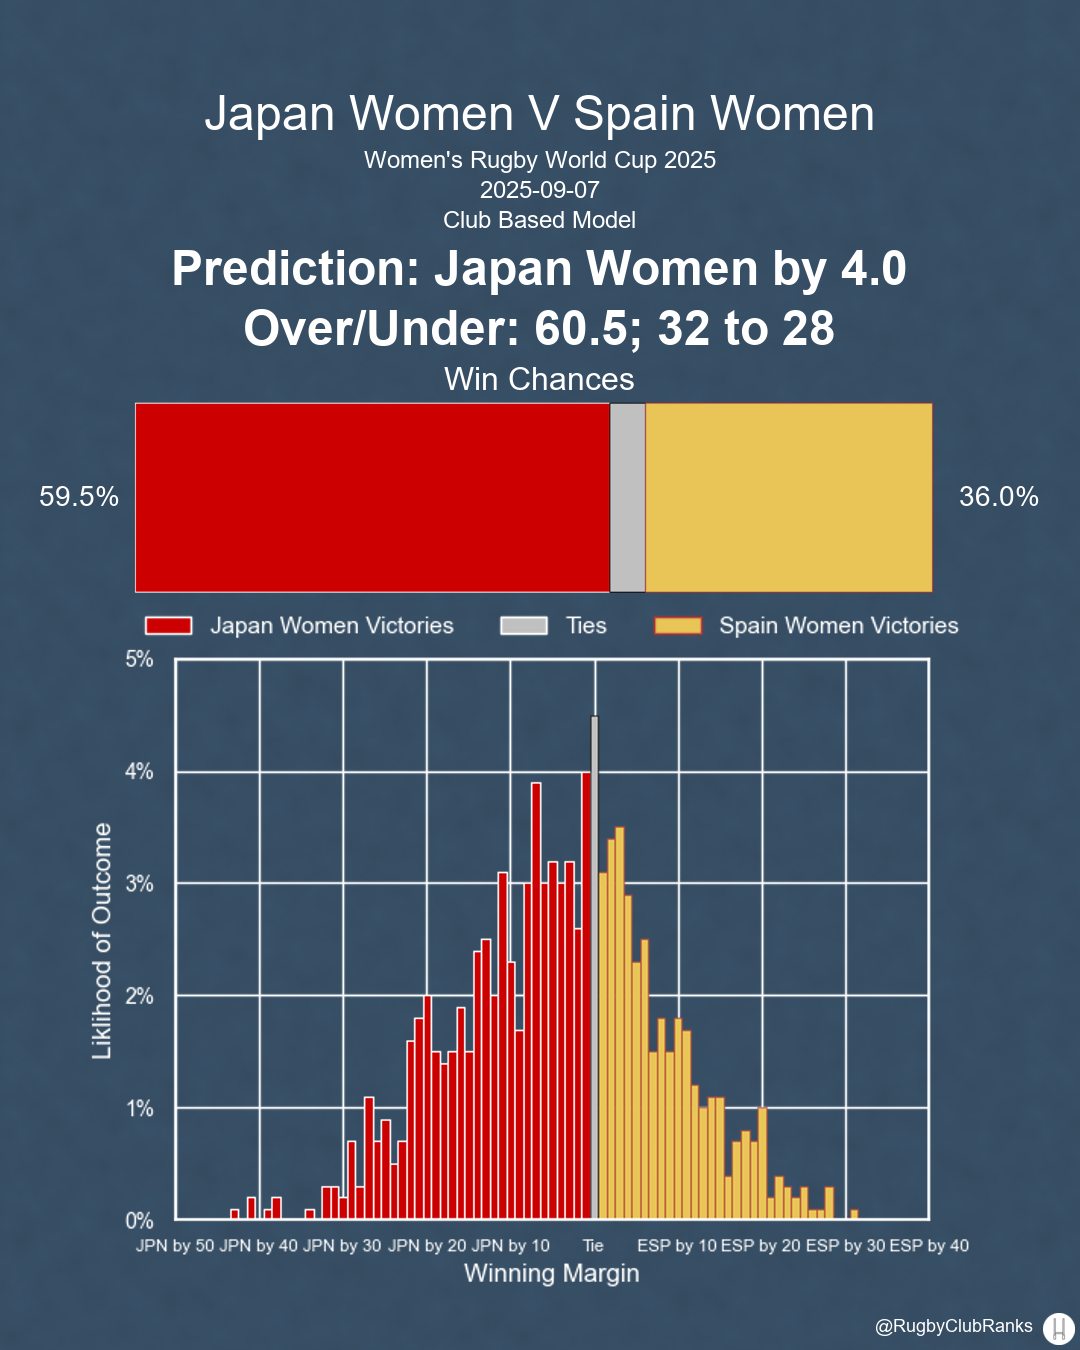 Japan Women V Spain Women
Women's Rugby World Cup 2025
2025-09-07
Club Based Model
Prediction: Japan Women by 4.0
Over/Under: 60.5; 32 to 28
Win Chances
59.5%
36.0%
Japan Women Victories
Ties
Spain Women Victories
5%
4%
3%
2%
1%
0%
Liklihood of Outcome
JPN by 50
JPN by 40
JPN by 30
JPN by 20
JPN by 10
Tie
ESP by 10
ESP by 20
ESP by 30
ESP by 40
Winning Margin
@RugbyClubRanks